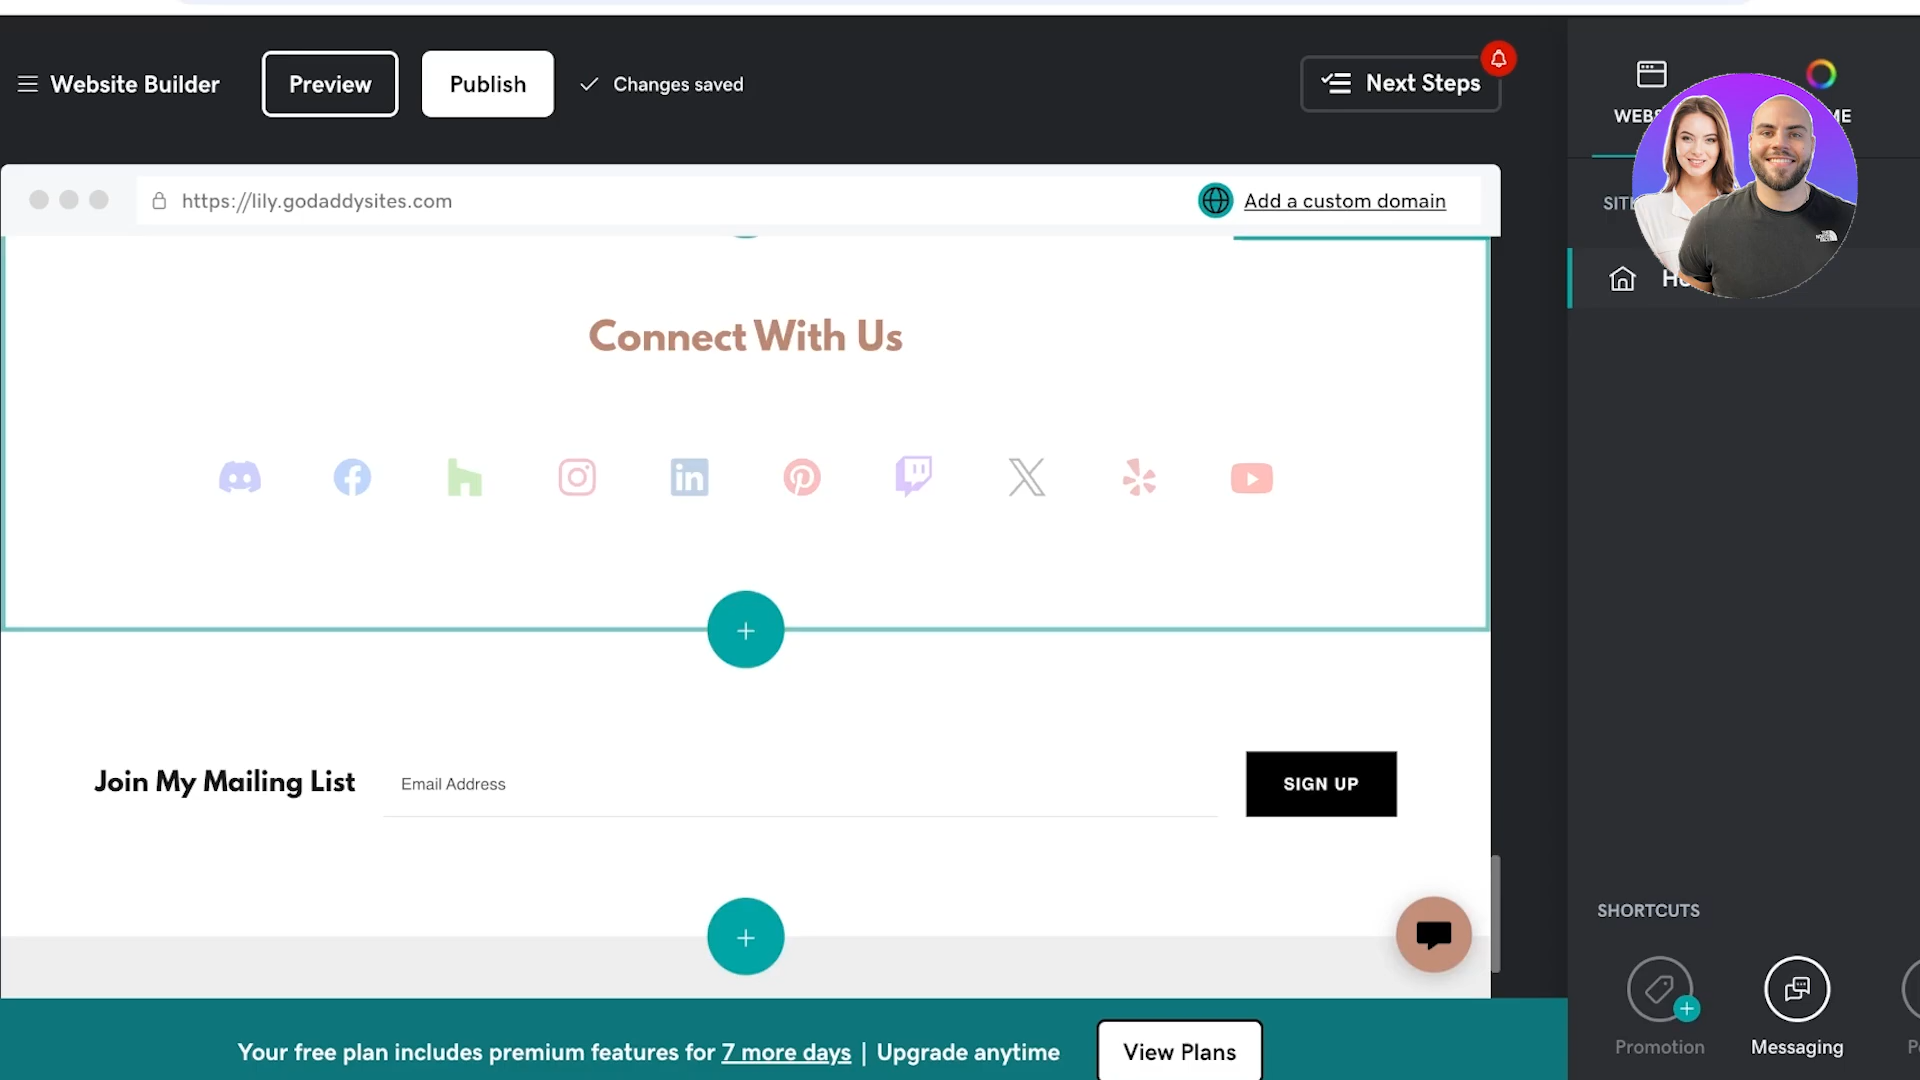 Website Builder
Preview
Publish
Changes saved
Next Steps
https://lily.godaddysites.com
Add a custom domain
Connect With Us
in
Join My Mailing List
Email Address
SIGN UP
SHORTCUTS
Promotion
Messaging
Your free plan includes premium features for 7 more days | Upgrade anytime
View Plans